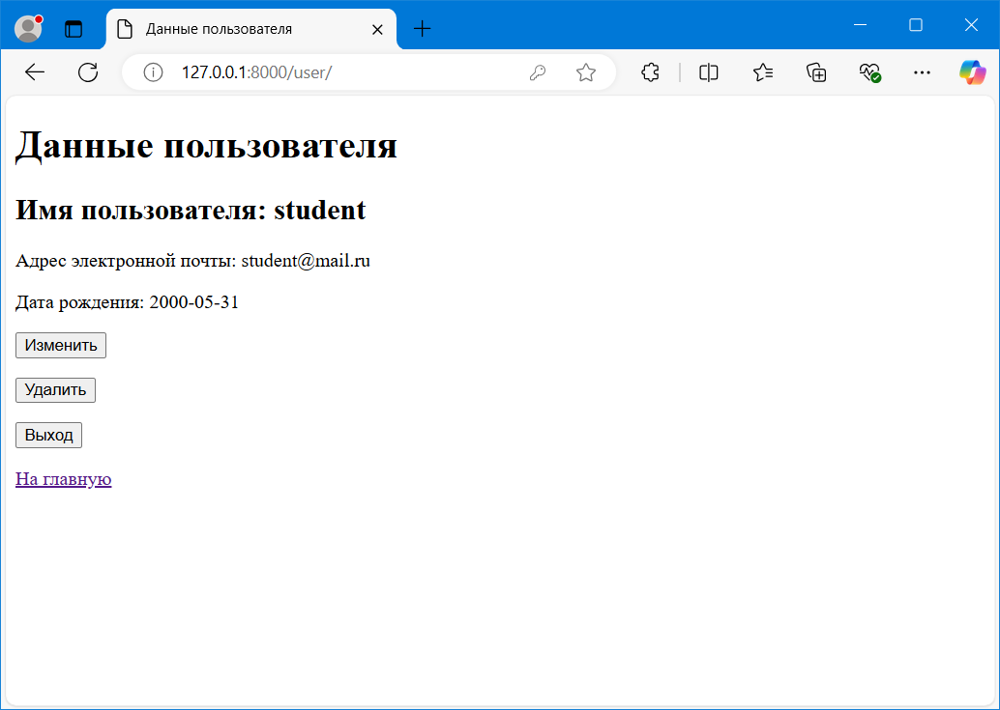 Данные пользователя
127.0.0.1:8000/user/
Данные пользователя
Имя пользователя: student
Адрес электронной почты: student@mail.ru
Дата рождения: 2000-05-31
Изменить
Удалить
Выход
На главную